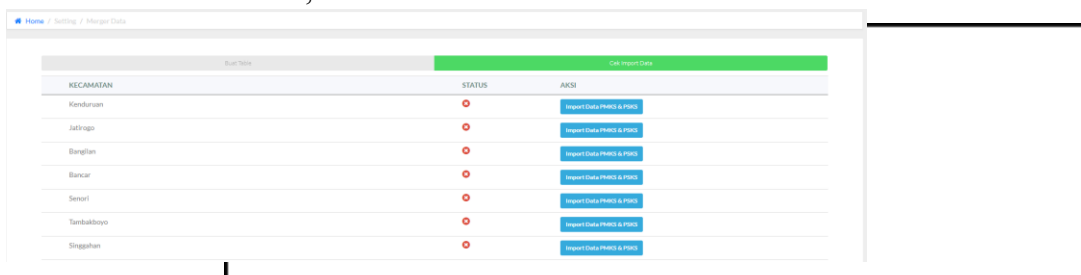 Home / Setting / Merger Data
Buat Table
Cek Import Data
KECAMATAN STATUS AKSI
Kenduruan Import Data PMKS & PSKS
Jatirogo Import Data PMKS & PSKS
Bangilan Import Data PMKS & PSKS
Bancar Import Data PMKS & PSKS
Senori Import Data PMKS & PSKS
Tambakboyo Import Data PMKS & PSKS
Singgahan Import Data PMKS & PSKS